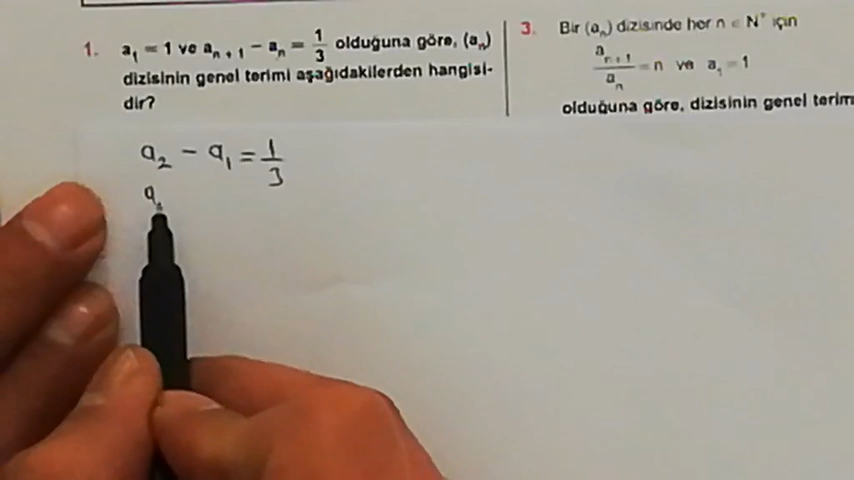 1. a₁ = 1 ve aₙ₊₁ − aₙ = 1/3 olduğuna göre, (aₙ)
dizisinin genel terimi aşağıdakilerden hangisi-
dir?
3. Bir (aₙ) dizisinde her n ∈ N⁺ için
aₙ₊₁/aₙ = n ve a₁ = 1
olduğuna göre, dizisinin genel
a₂ − a₁ = 1/3
a